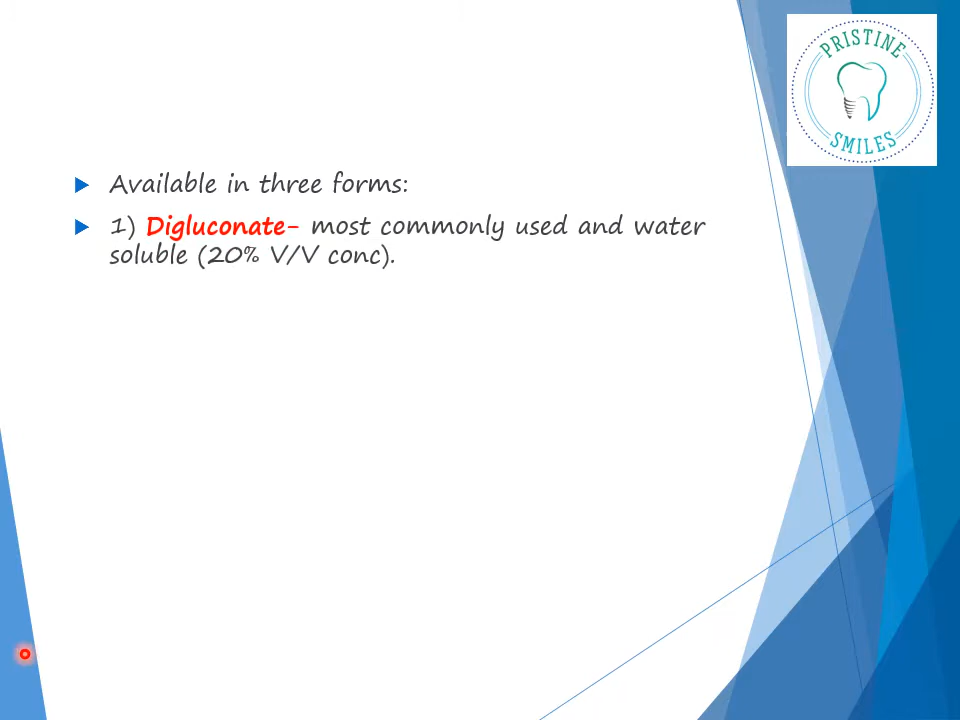 PRISTINE
SMILES
Available in three forms:
1) Digluconate- most commonly used and water
soluble (20% V/V conc).